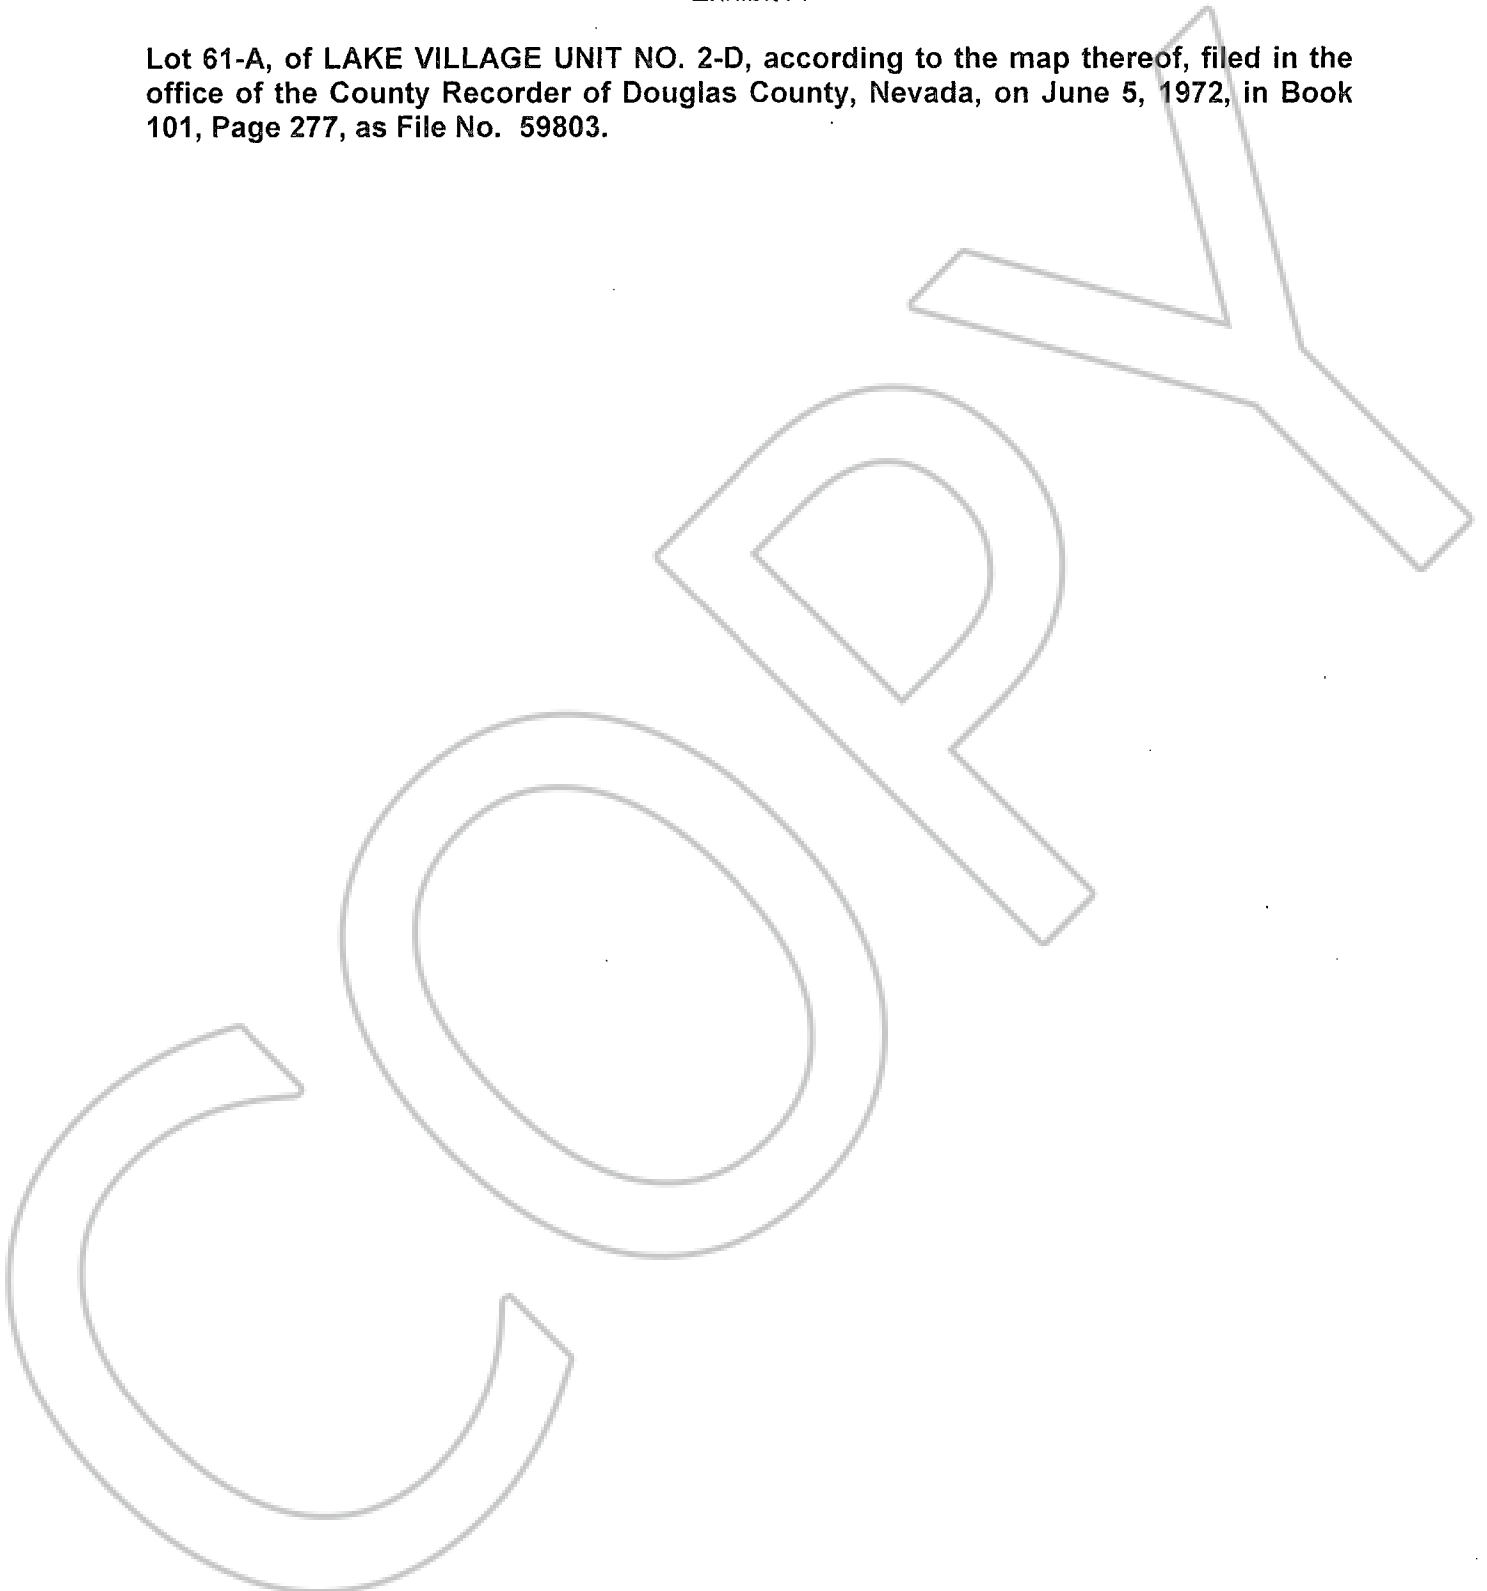 Lot 61-A, of LAKE VILLAGE UNIT NO. 2-D, according to the map thereof, filed in the
office of the County Recorder of Douglas County, Nevada, on June 5, 1972, in Book
101, Page 277, as File No. 59803.
COPY